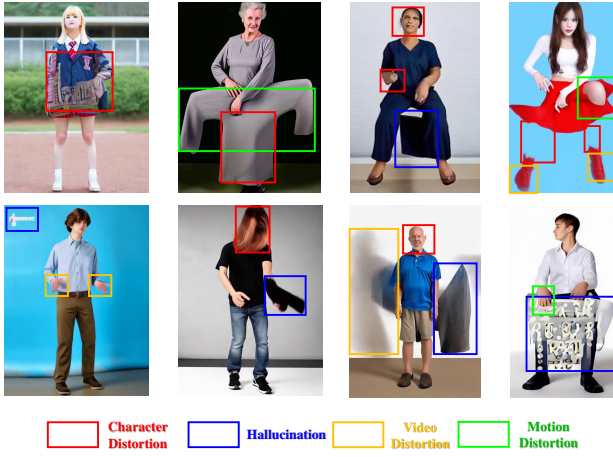 Character
Distortion
Hallucination
Video
Distortion
Motion
Distortion